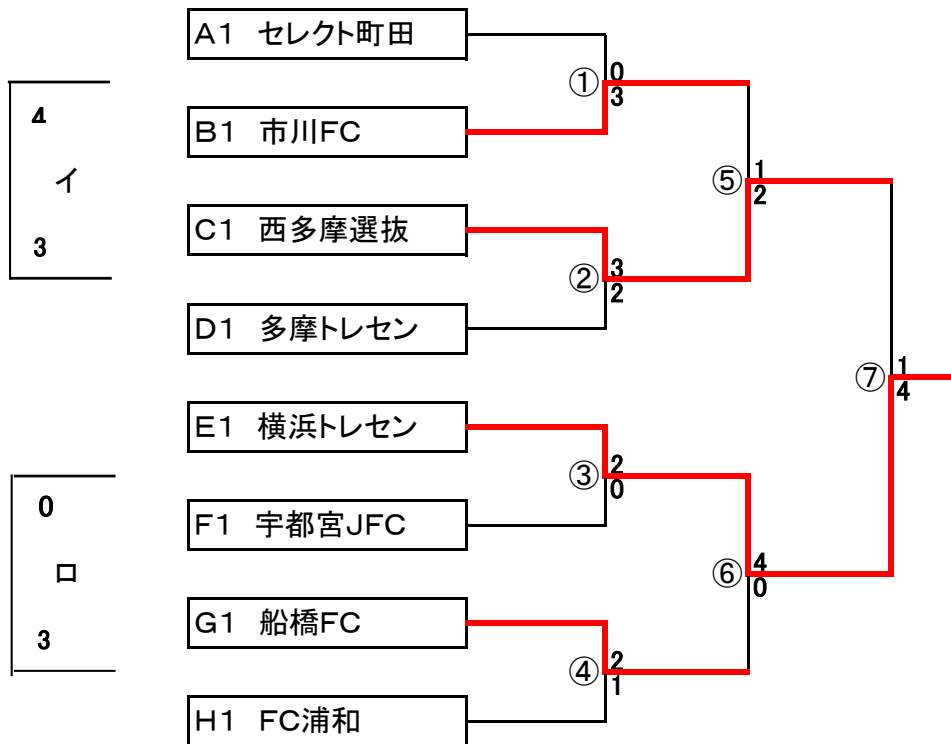 A1 セレクト町田
① 0
3
4
B1 市川FC
イ
⑤ 1
2
C1 西多摩選抜
3
② 3
2
D1 多摩トレセン
⑦ 1
4
E1 横浜トレセン
③ 2
0
0
F1 宇都宮JFC
ロ
⑥ 4
0
G1 船橋FC
3
④ 2
1
H1 FC浦和